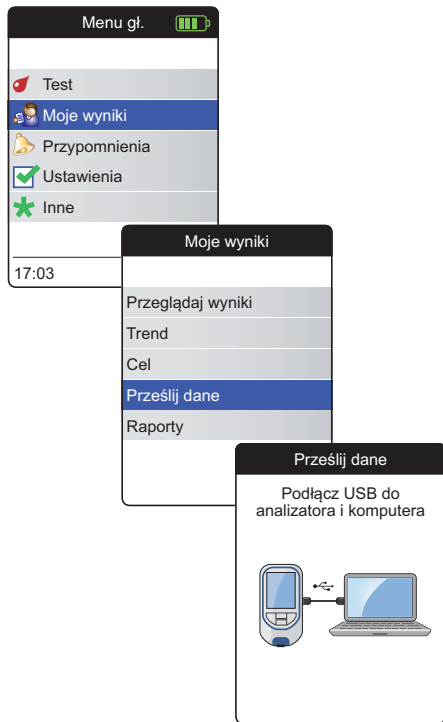 Menu gł.
Test
Moje wyniki
Przypomnienia
Ustawienia
Inne
17:03
Moje wyniki
Przeglądaj wyniki
Trend
Cel
Prześlij dane
Raporty
Prześlij dane
Podłącz USB do
analizatora i komputera